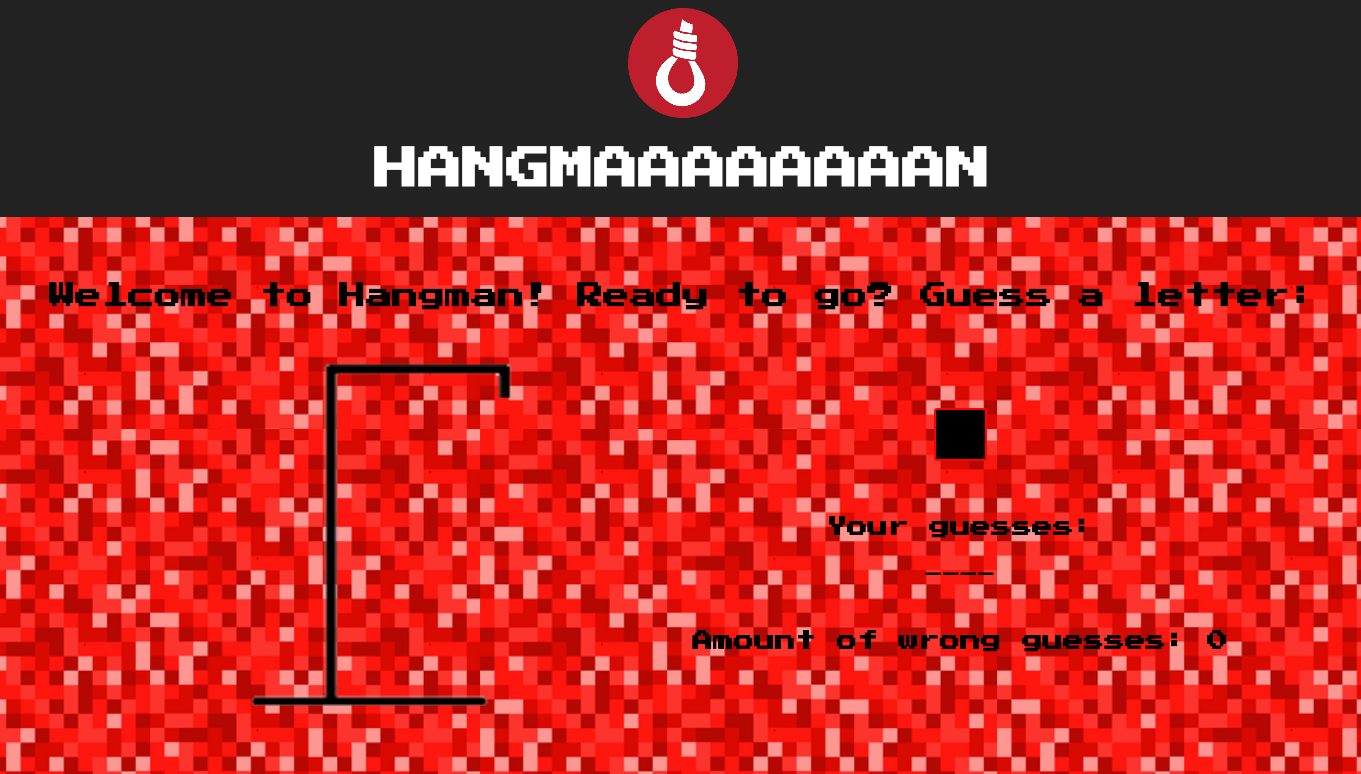 HANGMAAAAAAAAN
Welcome to Hangman! Ready to go? Guess a letter:
Your guesses:
____
Amount of wrong guesses: 0